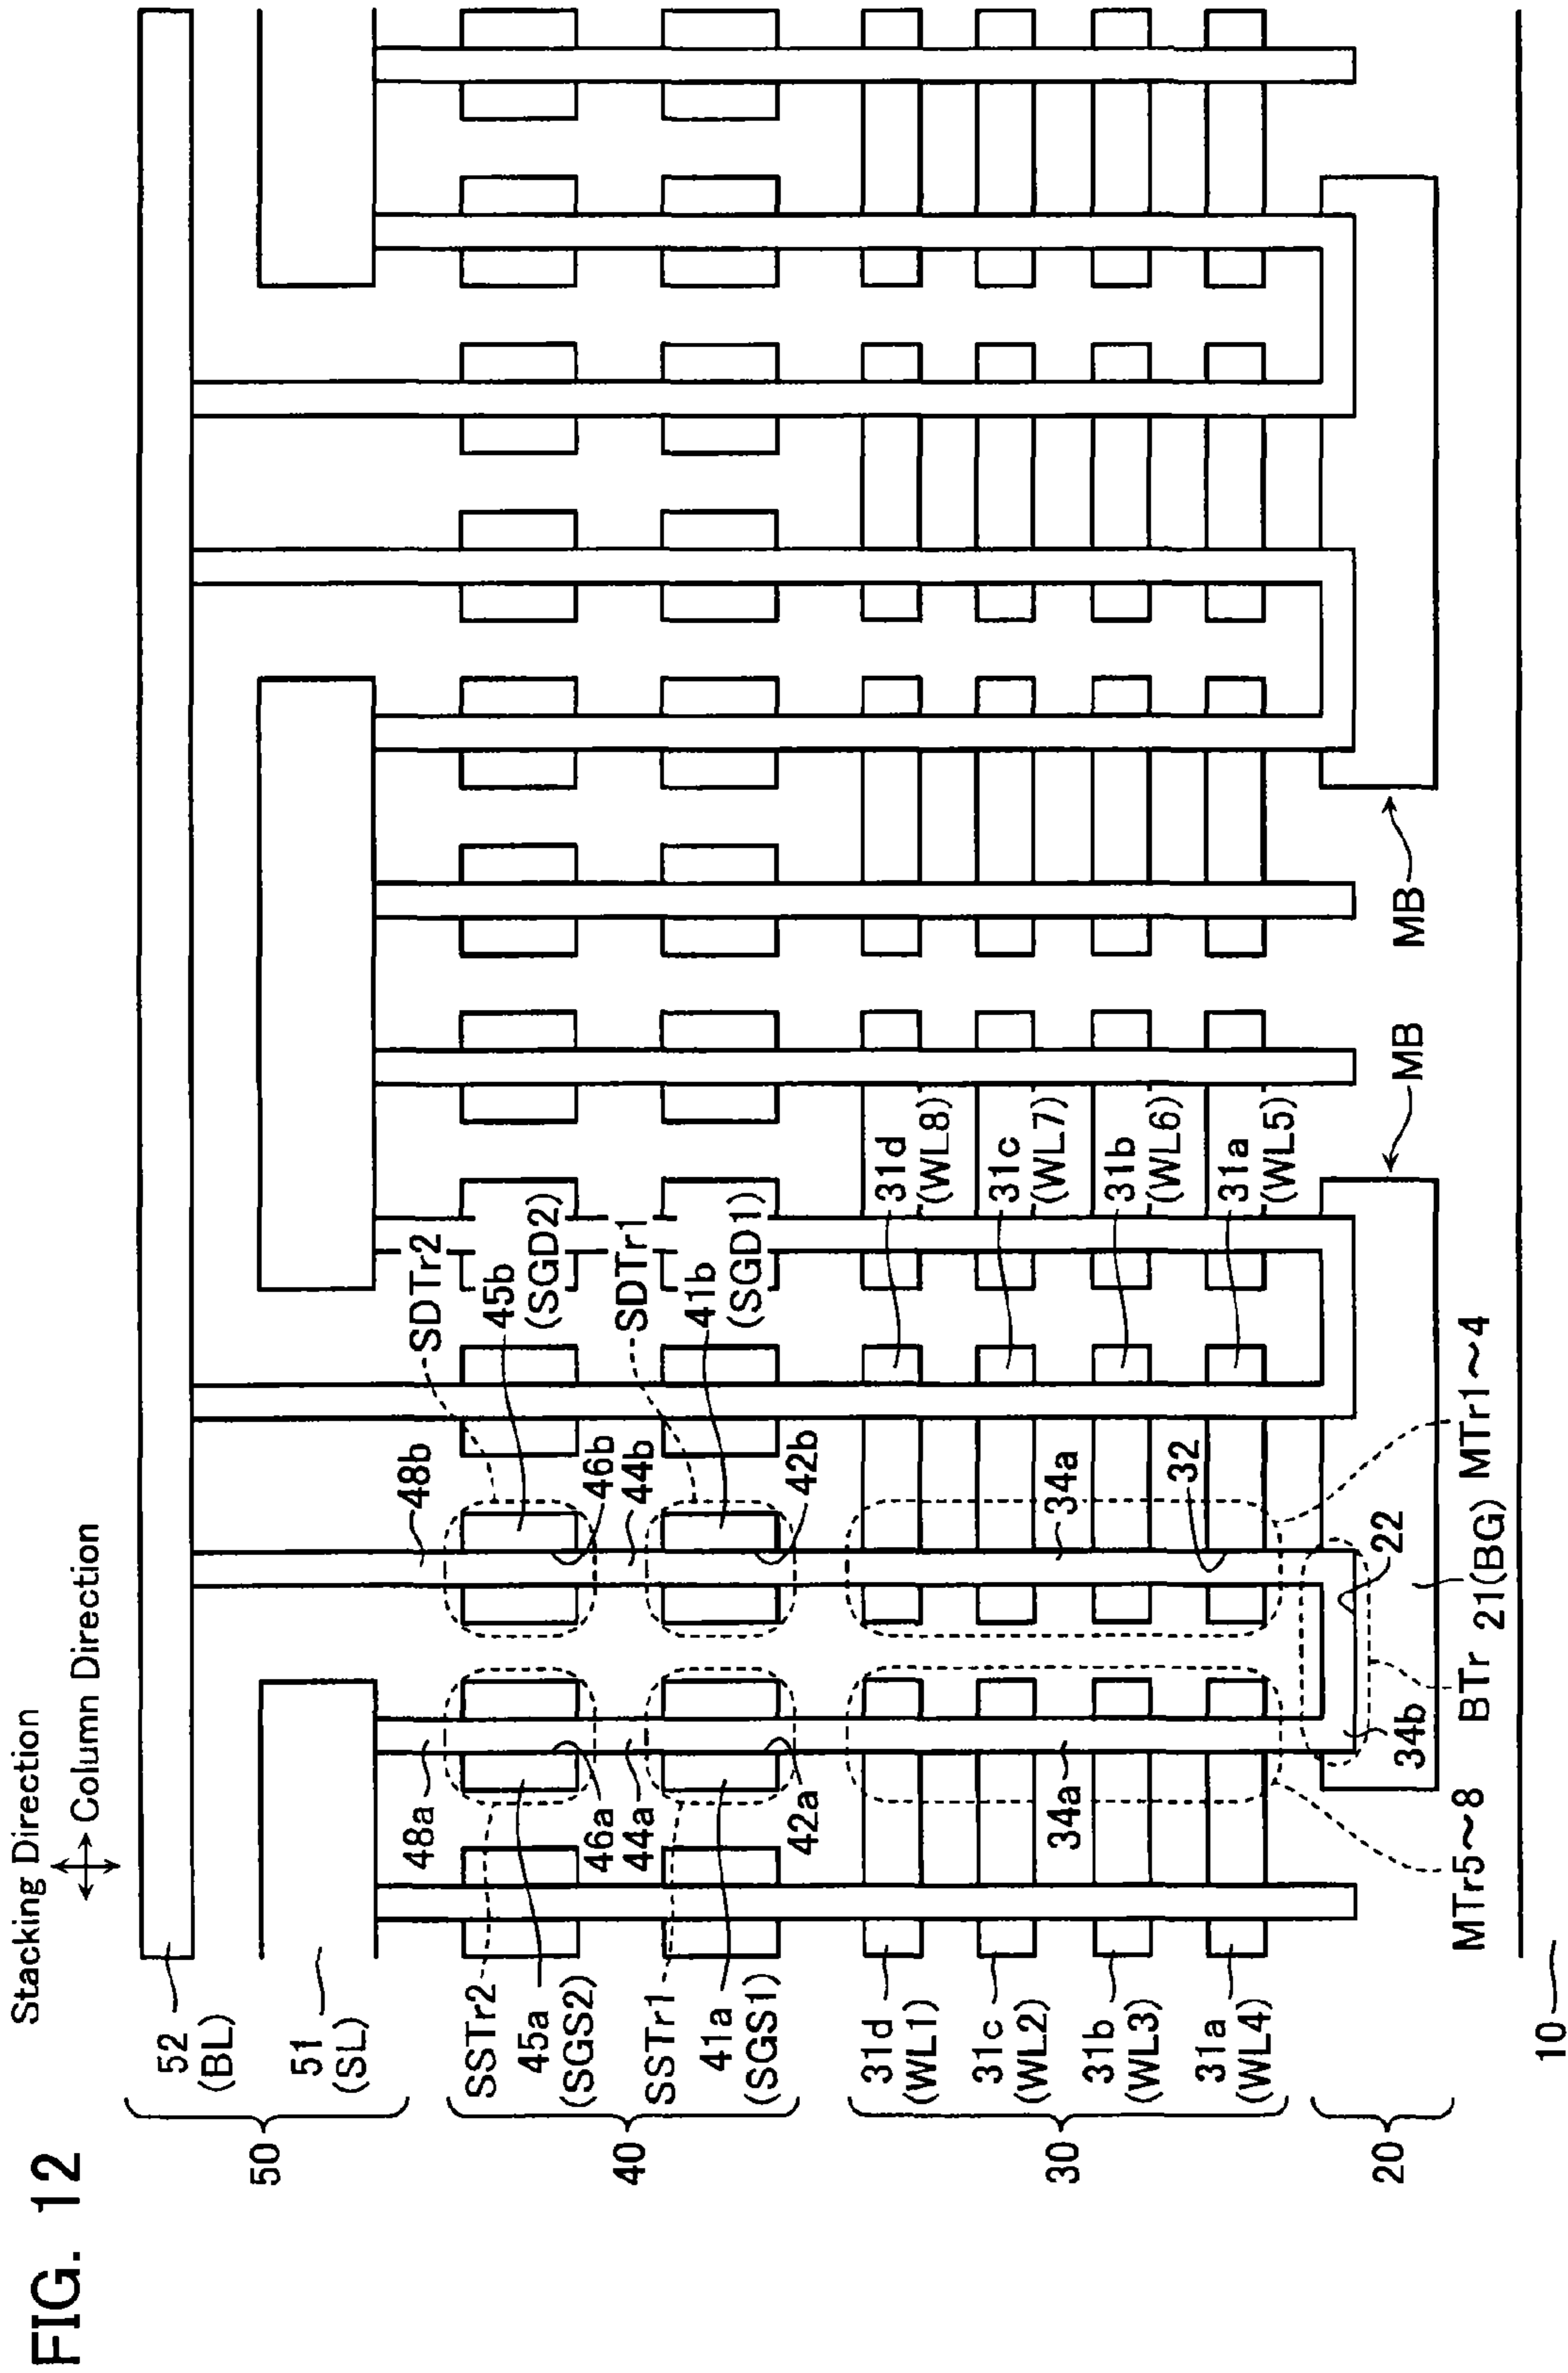 FIG. 12
Stacking Direction
Column Direction
50
52
(BL)
51
(SL)
40
SSTr2
45a
(SGS2)
SSTr1
41a
(SGS1)
30
31d
(WL1)
31c
(WL2)
31b
(WL3)
31a
(WL4)
20
10
48a
46a
44a
42a
34a
MTr5~8
34b
48b
46b
44b
42b
34a
32
22
BTr
21(BG)
MTr1~4
SDTr2
45b
(SGD2)
SDTr1
41b
(SGD1)
31d
(WL8)
31c
(WL7)
31b
(WL6)
31a
(WL5)
MB
MB